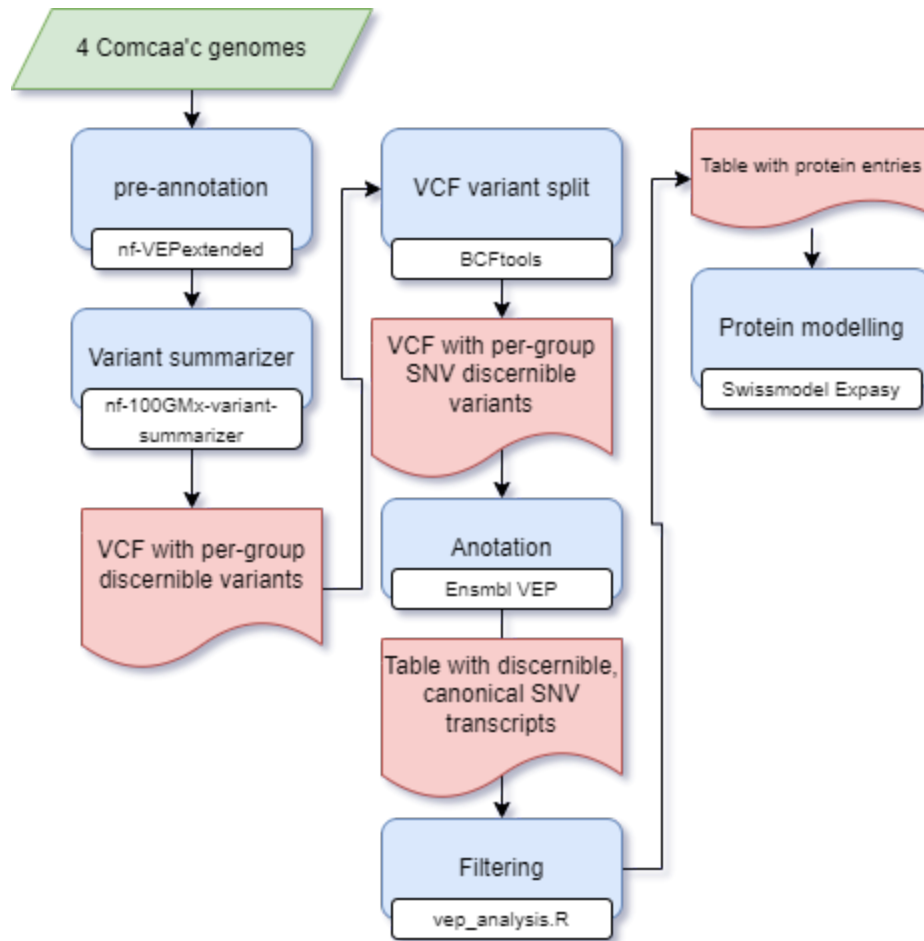 4 Comcaa'c genomes
pre-annotation
nf-VEPextended
Variant summarizer
nf-100GMx-variant-
summarizer
VCF with per-group
discernible variants
VCF variant split
BCFtools
VCF with per-group
SNV discernible
variants
Anotation
Ensmbl VEP
Table with discernible,
canonical SNV
transcripts
Filtering
vep_analysis.R
Table with protein entries
Protein modelling
Swissmodel Expasy